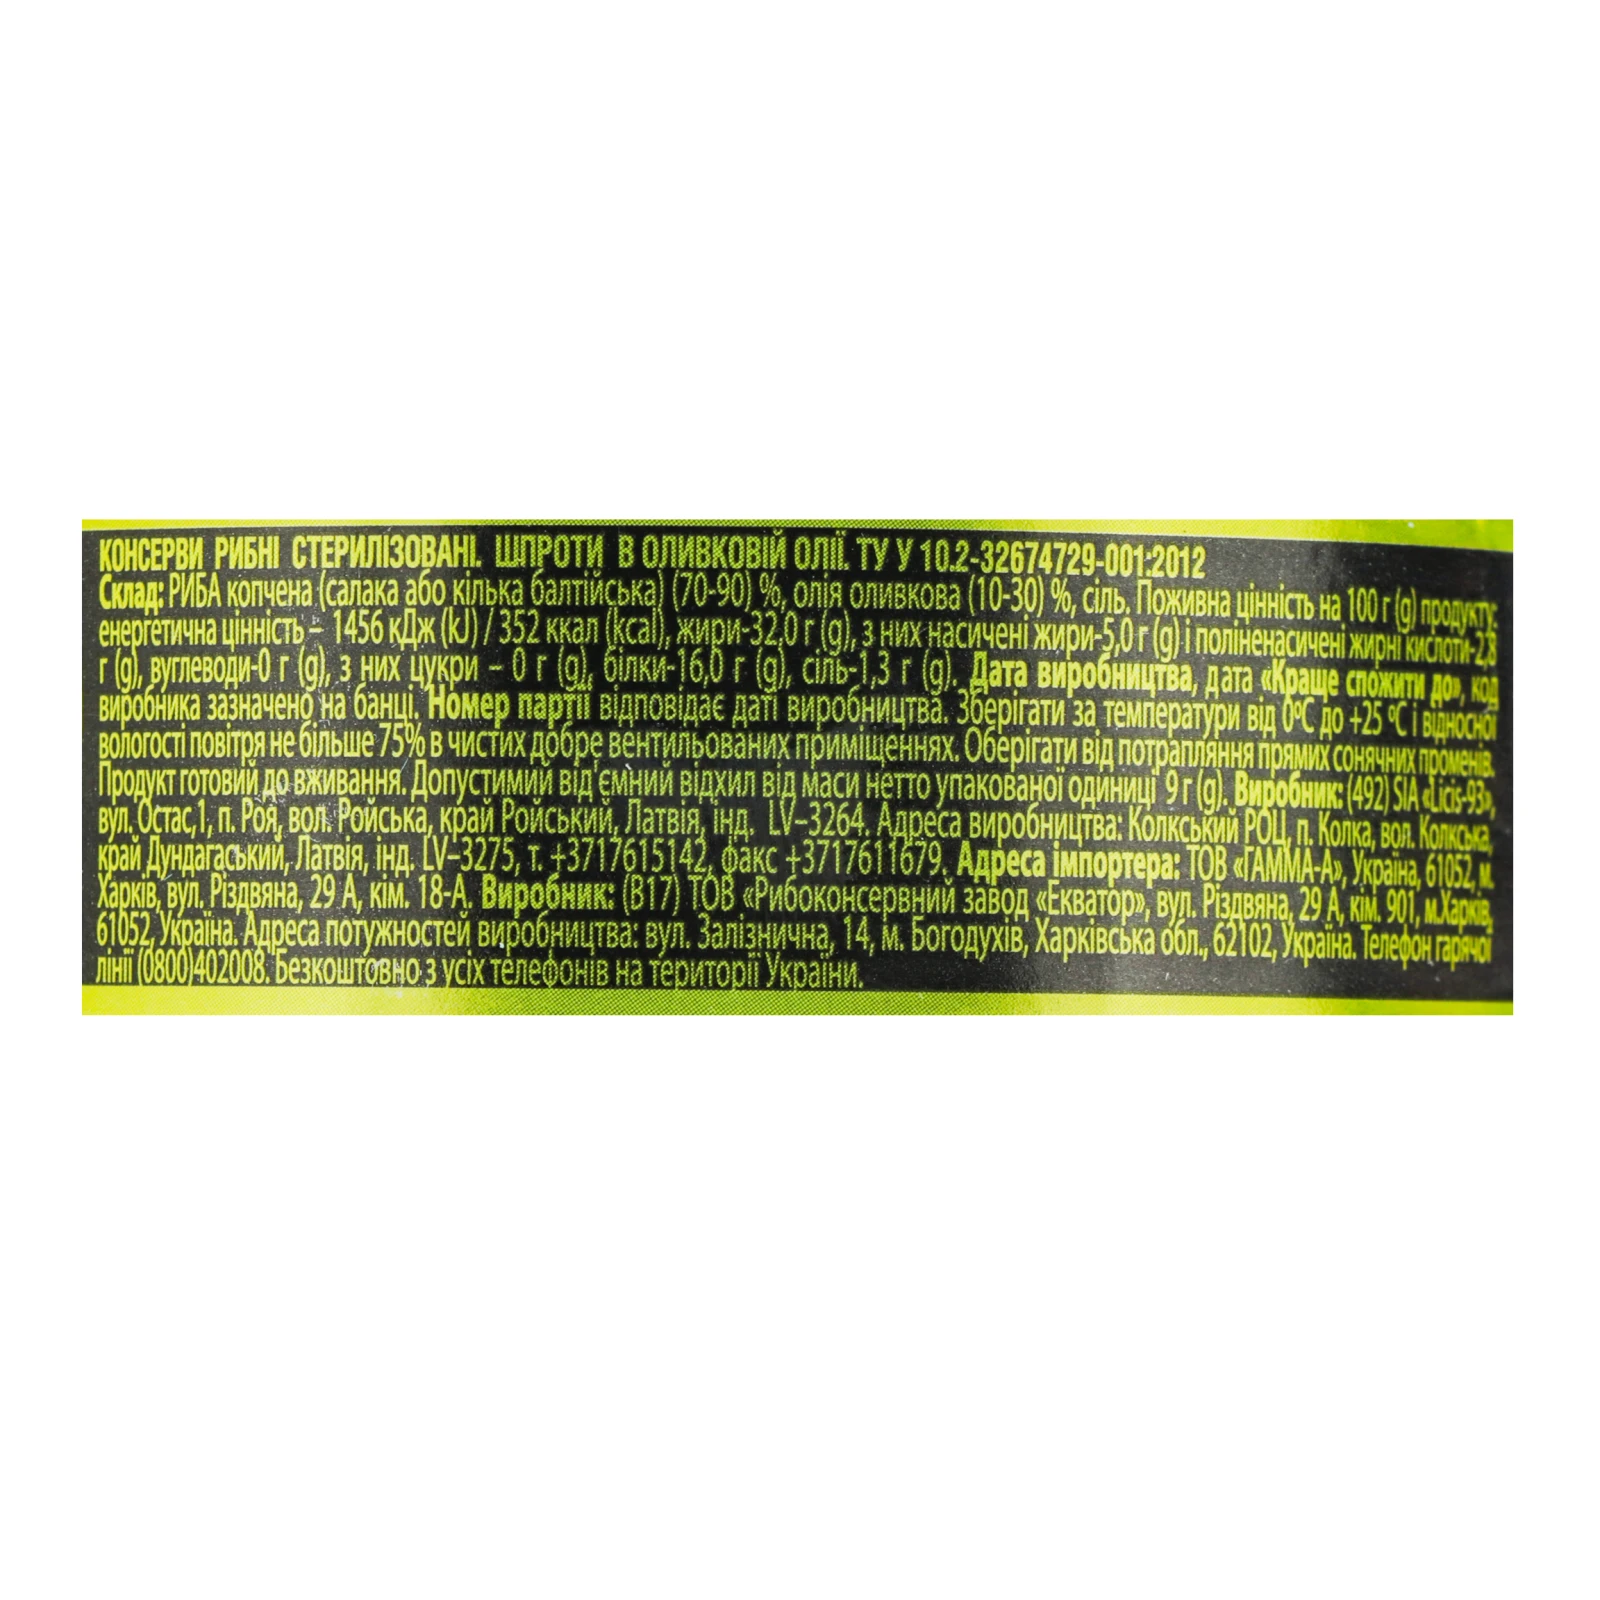 КОНСЕРВИ РИБНІ СТЕРИЛІЗОВАНІ. ШПРОТИ В ОЛИВКОВІЙ ОЛІЇ. ТУ У 10.2-32674729-001:2012
Склад: РИБА копчена (салака або кілька балтійська) (70-90) %, олія оливкова (10-30) %, сіль. Поживна цінність на 100 г (g) продукту:
енергетична цінність – 1456 кДж (kJ) / 352 ккал (kcal), жири-32,0 г (g), з них насичені жири-5,0 г (g) і поліненасичені жирні кислоти-2,8
г (g), вуглеводи-0 г (g), з них цукри – 0 г (g), білки-16,0 г (g), сіль-1,3 г (g). Дата виробництва, дата «Краще спожити до», код
виробника зазначено на банці. Номер партії відповідає даті виробництва. Зберігати за температури від 0°С до +25 °С і відносної
вологості повітря не більше 75% в чистих добре вентильованих приміщеннях. Оберігати від потрапляння прямих сонячних променів.
Продукт готовий до вживання. Допустимий від'ємний відхил від маси нетто упакованої одиниці 9 г (g). Виробник: (492) SIA «Licis-93»,
вул. Остас,1, п. Роя, вол. Ройська, край Ройський, Латвія, інд. LV–3264. Адреса виробництва: Колкський РОЦ, п. Колка, вол. Колкська,
край Дундагаський, Латвія, інд. LV–3275, т. +3717615142, факс +3717611679. Адреса імпортера: ТОВ «ГАММА-А», Україна, 61052, м.
Харків, вул. Різдвяна, 29 А, кім. 18-А. Виробник: (В17) ТОВ «Рибоконсервний завод «Екватор», вул. Різдвяна, 29 А, кім. 901, м.Харків,
61052, Україна. Адреса потужностей виробництва: вул. Залізнична, 14, м. Богодухів, Харківська обл., 62102, Україна. Телефон гарячої
лінії (0800)402008. Безкоштовно з усіх телефонів на території України.